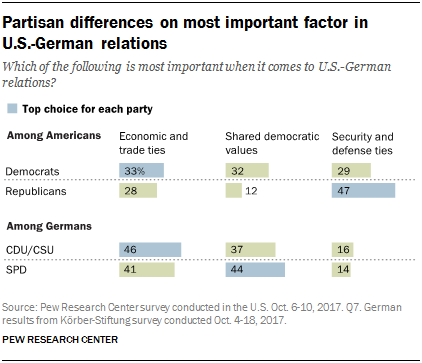 Partisan differences on most important factor in
U.S.-German relations
Which of the following is most important when it comes to U.S.-German
relations?
Top choice for each party
Among Americans Economic and trade ties Shared democratic values Security and defense ties
Democrats 33% 32 29
Republicans 28 12 47
Among Germans
CDU/CSU 46 37 16
SPD 41 44 14
Source: Pew Research Center survey conducted in the U.S. Oct. 6-10, 2017. Q7. German
results from Körber-Stiftung survey conducted Oct. 4-18, 2017.
PEW RESEARCH CENTER